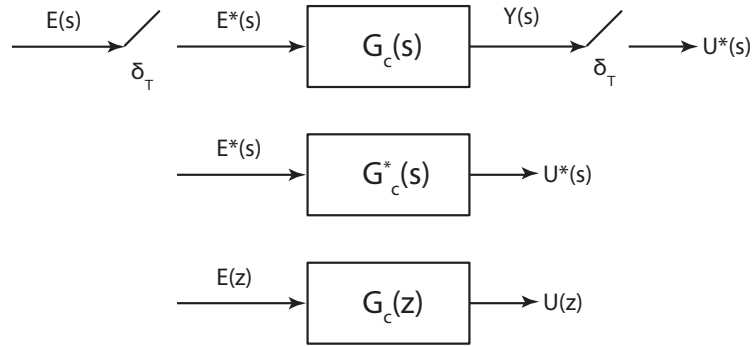 E(s) E*(s) Y(s)
G_c(s) U*(s)
δ_T δ_T
E*(s)
G*_c(s) U*(s)
E(z)
G_c(z) U(z)